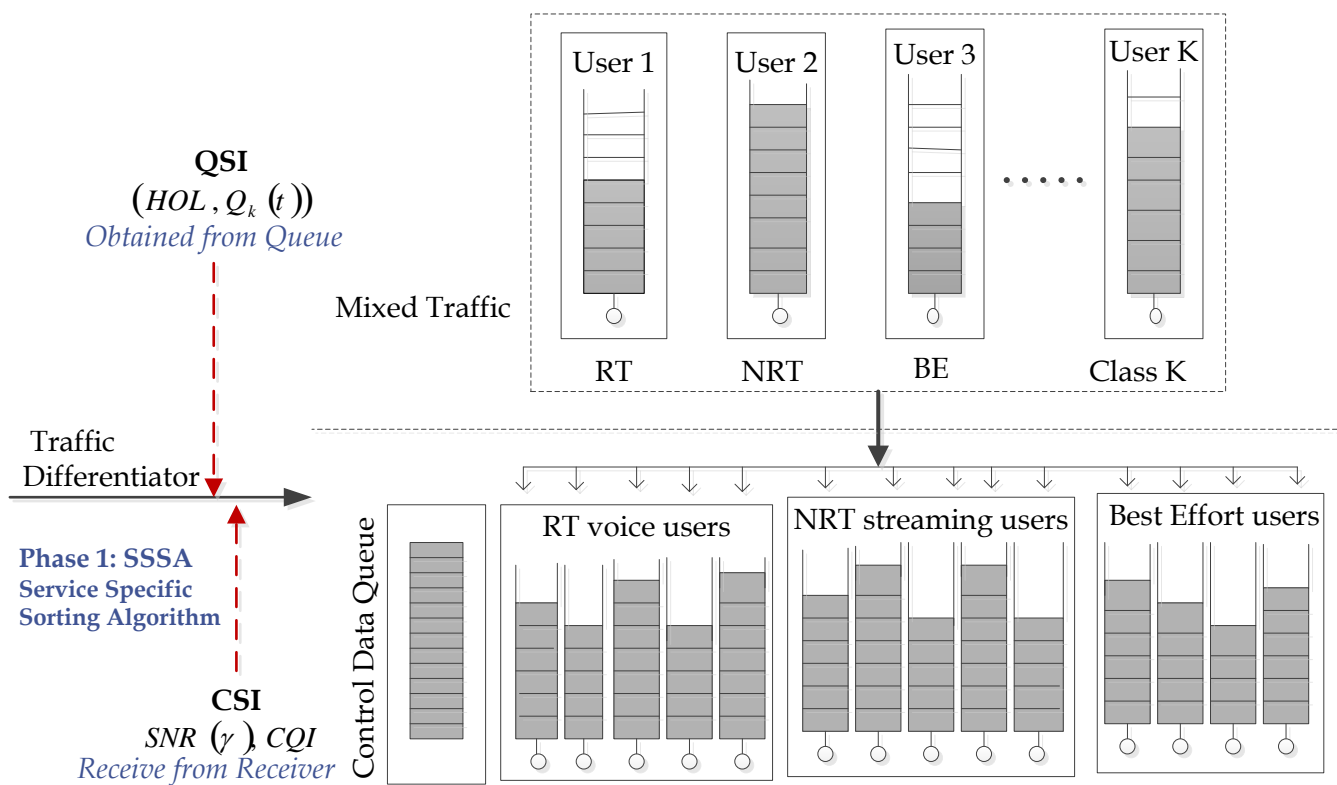 User 1
User 2
User 3
User K
QSI
(HOL, Q_k (t))
Obtained from Queue
Mixed Traffic
RT
NRT
BE
Class K
Traffic
Differentiator
RT voice users
NRT streaming users
Best Effort users
Control Data Queue
Phase 1: SSSA
Service Specific
Sorting Algorithm
CSI
SNR (γ), CQI
Receive from Receiver